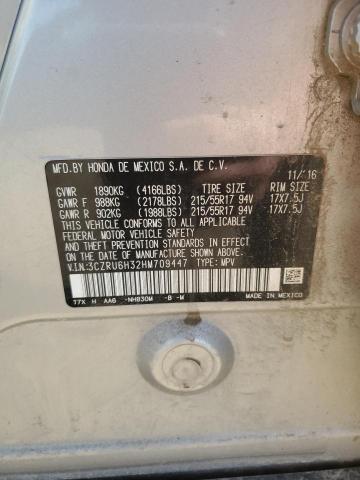 MFD.BY HONDA DE MEXICO S.A. DE C.V. 11/'16
GVWR 1890KG (4166LBS) TIRE SIZE RIM SIZE
GAWR F 988KG (2178LBS) 215/55R17 94V 17X7.5J
GAWR R 902KG (1988LBS) 215/55R17 94V 17X7.5J
THIS VEHICLE CONFORMS TO ALL APPLICABLE
FEDERAL MOTOR VEHICLE SAFETY STANDARDS IN
EFFECT ON THE DATE OF MANUFACTURE SHOWN ABOVE.
V.I.N:3CZRU6H32HM709447 TYPE: MPV
T7X H AA6 -NH830M -B -M MADE IN MEXICO